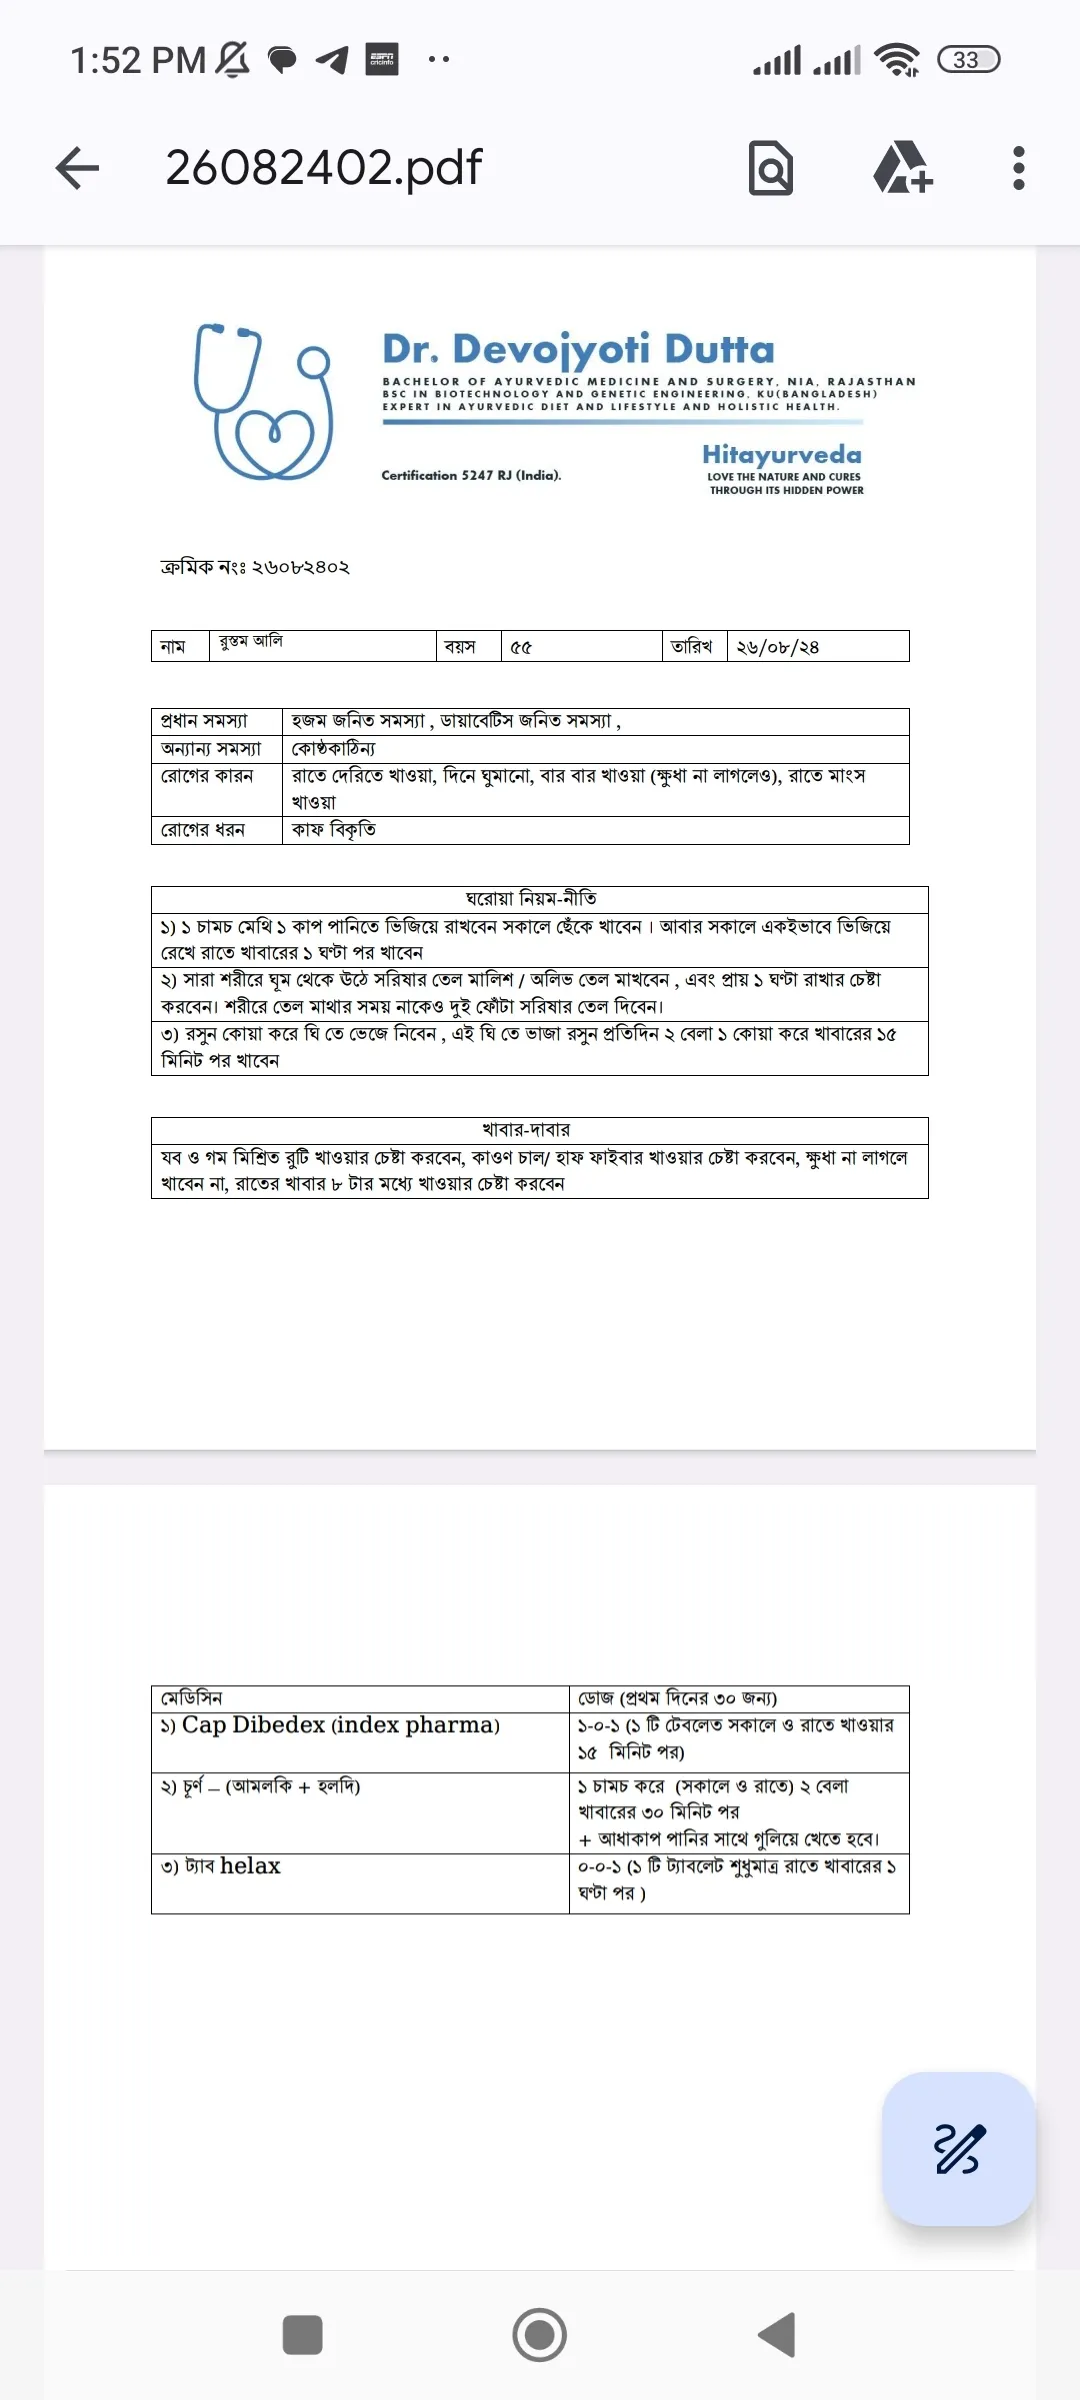 1:52 PM
33
26082402.pdf
Dr. Devojyoti Dutta
BACHELOR OF AYURVEDIC MEDICINE AND SURGERY, NIA, RAJASTHAN
BSC IN BIOTECHNOLOGY AND GENETIC ENGINEERING, KU(BANGLADESH)
EXPERT IN AYURVEDIC DIET AND LIFESTYLE AND HOLISTIC HEALTH.
Hitayurveda
Certification 5247 RJ (India).
LOVE THE NATURE AND CURES
THROUGH ITS HIDDEN POWER
ক্রমিক নংঃ ২৬০৮২৪০২
নাম রুস্তম আলি বয়স ৫৫ তারিখ ২৬/০৮/২৪
প্রধান সমস্যা হজম জনিত সমস্যা , ডায়াবেটিস জনিত সমস্যা ,
অন্যান্য সমস্যা কোষ্ঠকাঠিন্য
রোগের কারন রাতে দেরিতে খাওয়া, দিনে ঘুমানো, বার বার খাওয়া (ক্ষুধা না লাগলেও), রাতে মাংস
খাওয়া
রোগের ধরন কাফ বিকৃতি
ঘরোয়া নিয়ম-নীতি
১) ১ চামচ মেথি ১ কাপ পানিতে ভিজিয়ে রাখবেন সকালে ছেঁকে খাবেন । আবার সকালে একইভাবে ভিজিয়ে
রেখে রাতে খাবারের ১ ঘণ্টা পর খাবেন
২) সারা শরীরে ঘূম থেকে ঊঠে সরিষার তেল মালিশ / অলিভ তেল মাখবেন , এবং প্রায় ১ ঘণ্টা রাখার চেষ্টা
করবেন। শরীরে তেল মাথার সময় নাকেও দুই ফোঁটা সরিষার তেল দিবেন।
৩) রসুন কোয়া করে ঘি তে ভেজে নিবেন , এই ঘি তে ভাজা রসুন প্রতিদিন ২ বেলা ১ কোয়া করে খাবারের ১৫
মিনিট পর খাবেন
খাবার-দাবার
যব ও গম মিশ্রিত রুটি খাওয়ার চেষ্টা করবেন, কাওণ চাল/ হাফ ফাইবার খাওয়ার চেষ্টা করবেন, ক্ষুধা না লাগলে
খাবেন না, রাতের খাবার ৮ টার মধ্যে খাওয়ার চেষ্টা করবেন
মেডিসিন ডোজ (প্রথম দিনের ৩০ জন্য)
১) Cap Dibedex (index pharma) ১-০-১ (১ টি টেবলেত সকালে ও রাতে খাওয়ার
১৫ মিনিট পর)
২) চূর্ণ – (আমলকি + হলদি) ১ চামচ করে (সকালে ও রাতে) ২ বেলা
খাবারের ৩০ মিনিট পর
+ আধাকাপ পানির সাথে গুলিয়ে খেতে হবে।
৩) ট্যাব helax ০-০-১ (১ টি ট্যাবলেট শুধুমাত্র রাতে খাবারের ১
ঘণ্টা পর )